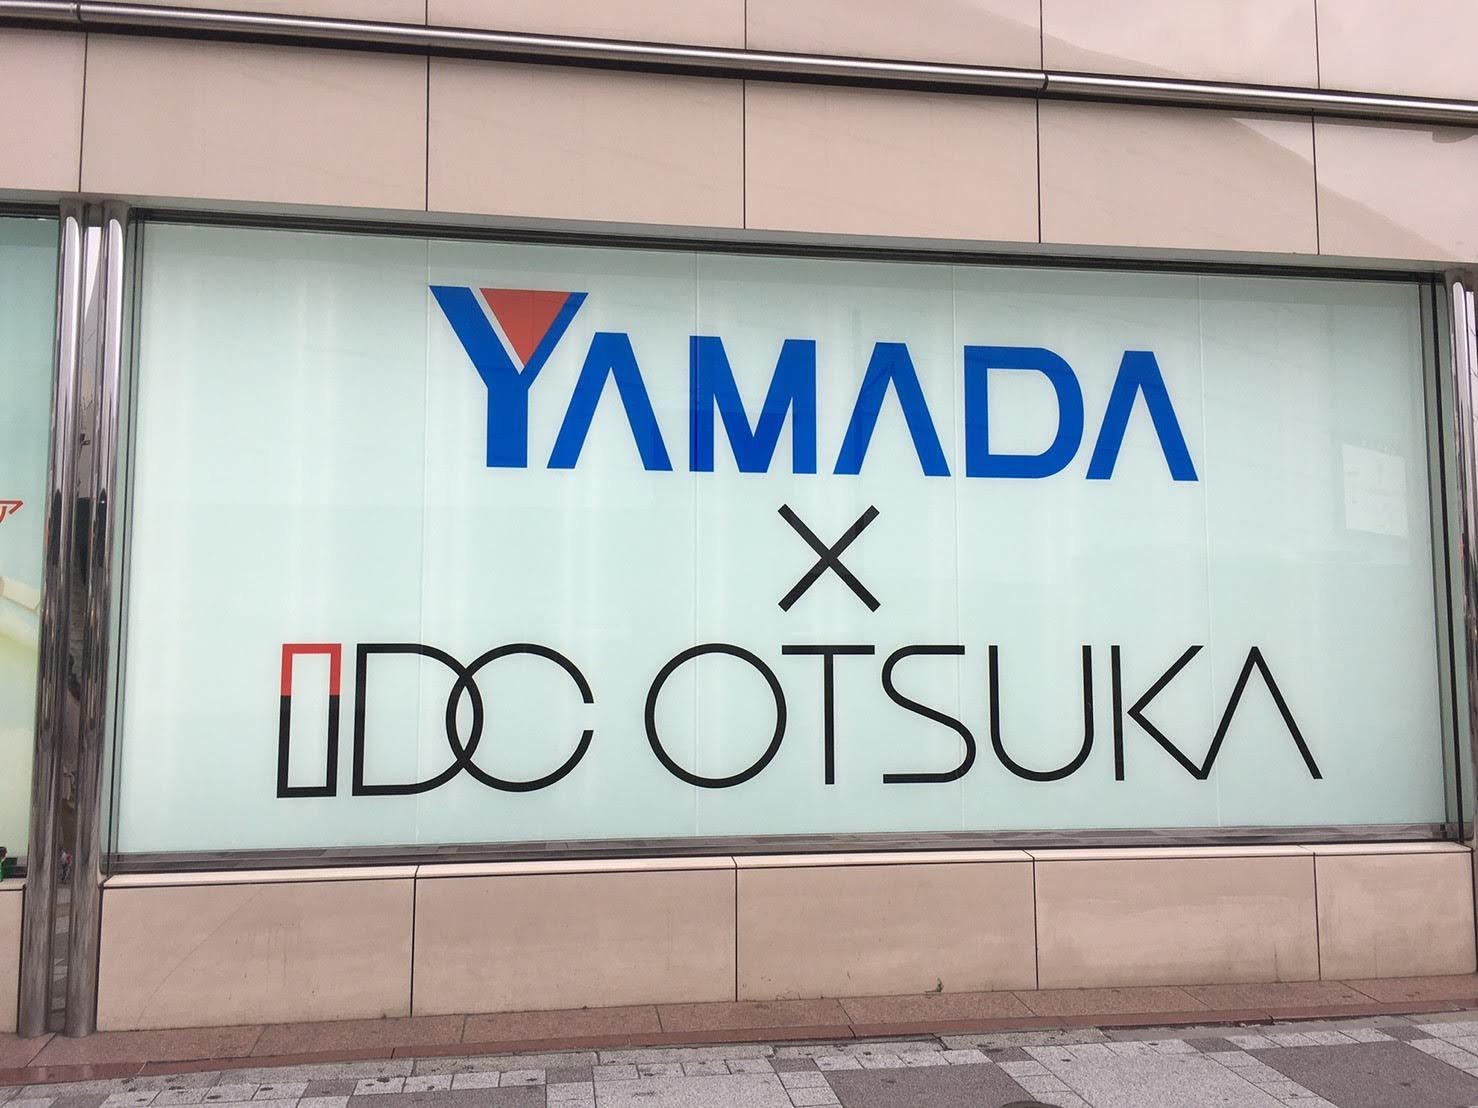 YAMADA
×
IDC OTSUKA